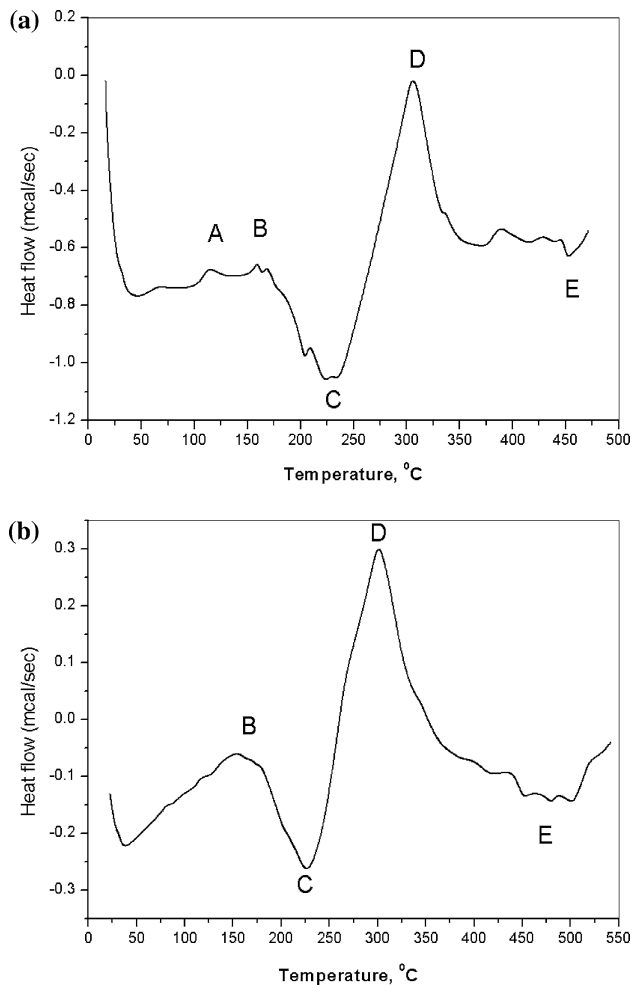 (a)
0.2
0.0
-0.2
-0.4
-0.6
-0.8
-1.0
-1.2
Heat flow (mcal/sec)
A
B
C
D
E
0 50 100 150 200 250 300 350 400 450 500
Temperature, °C
(b)
0.3
0.2
0.1
0.0
-0.1
-0.2
-0.3
Heat flow (mcal/sec)
B
C
D
E
0 50 100 150 200 250 300 350 400 450 500 550
Temperature, °C